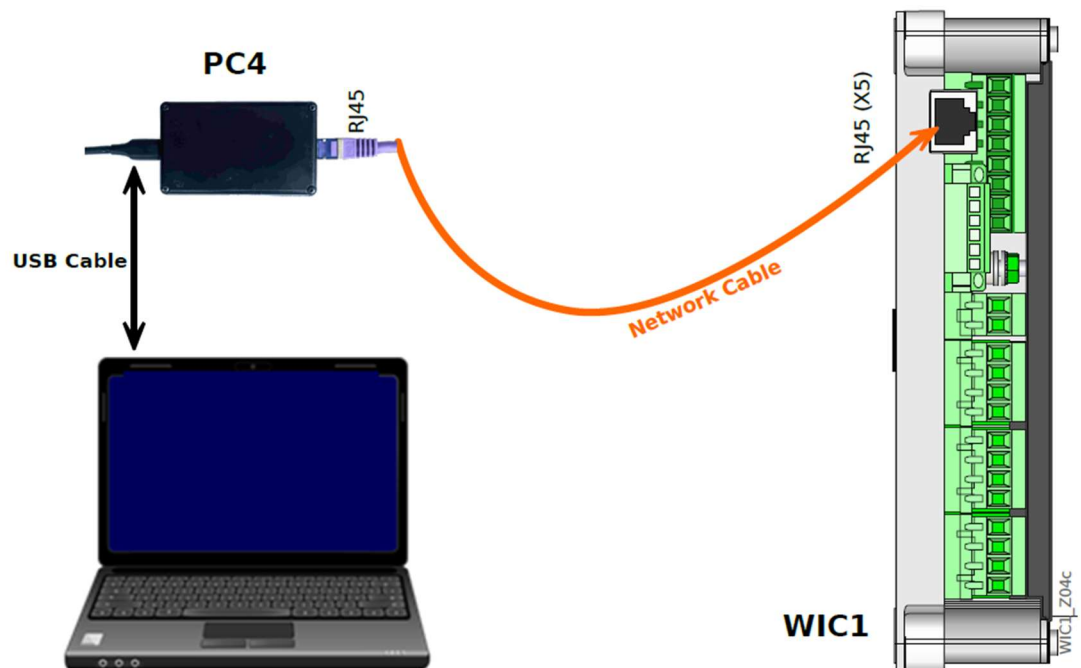 PC4
RJ45
RJ45 (X5)
USB Cable
Network Cable
WIC1
WIC1_Z04c